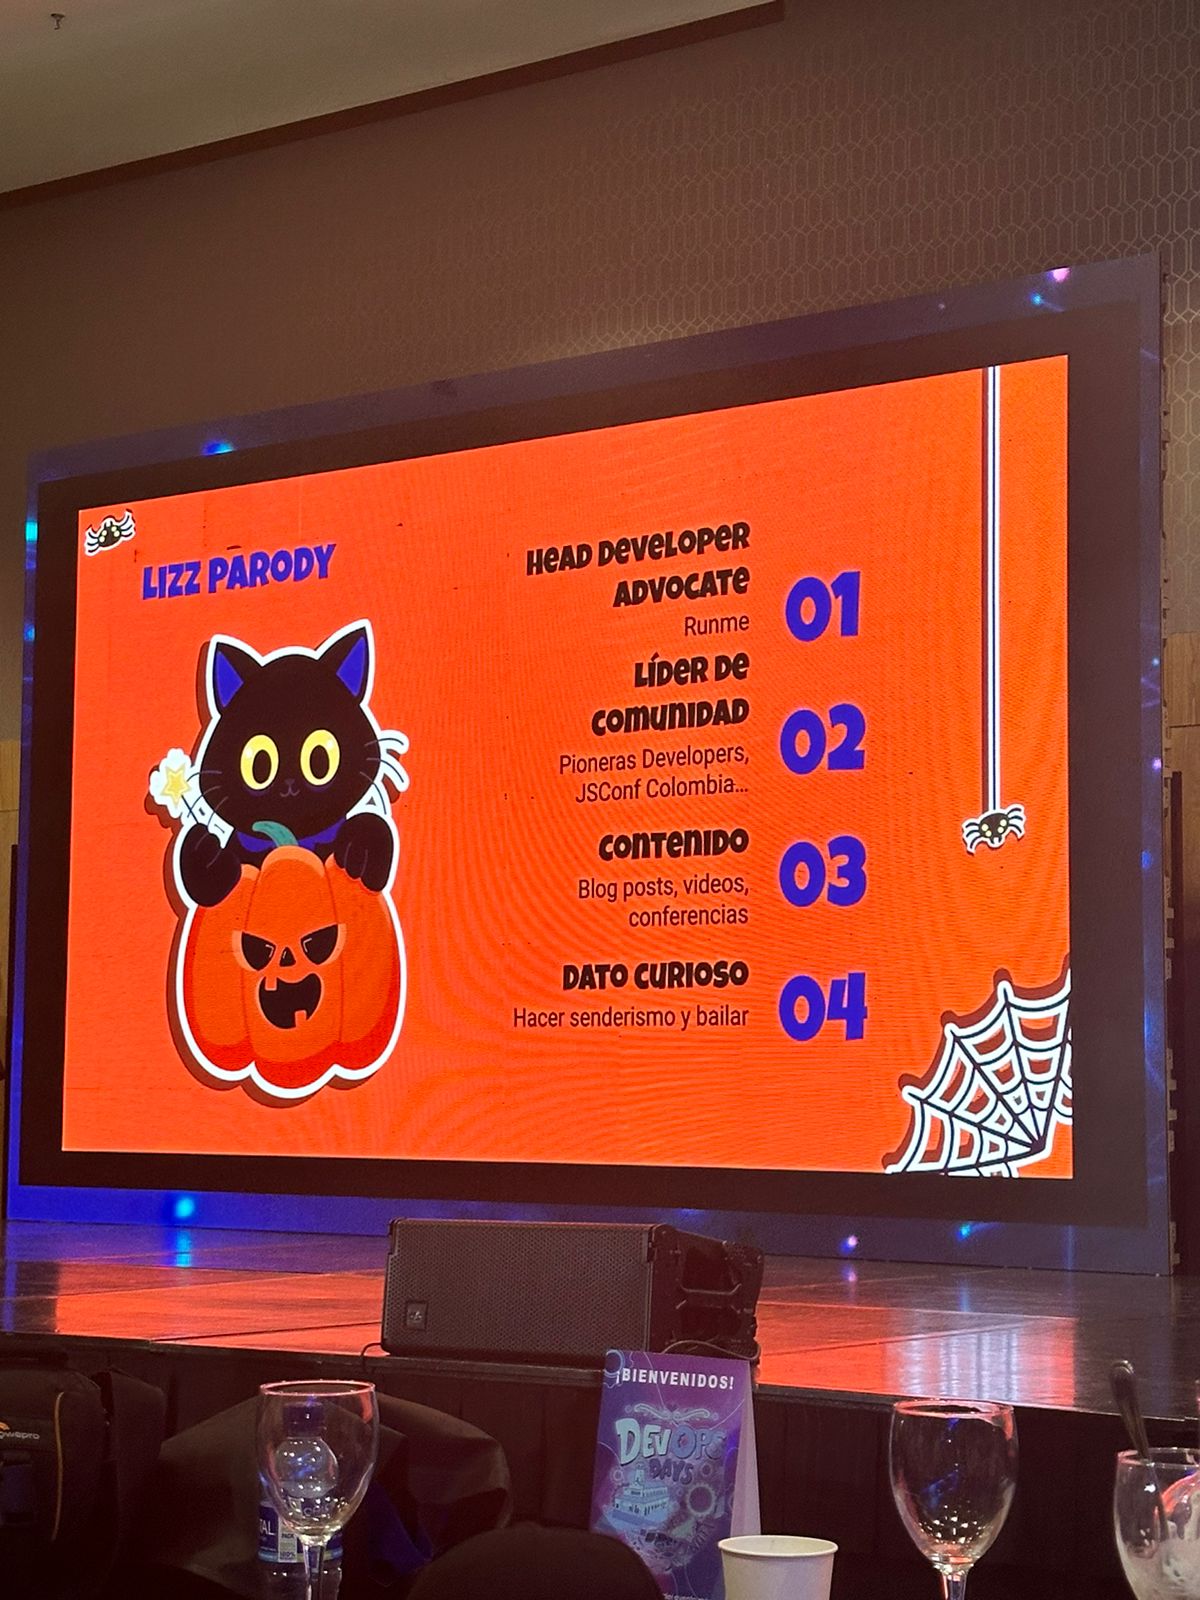 LIZZ PARODY
HEAD DEVELOPER
ADVOCATE
Runme
01
LÍDER DE
COMUNIDAD
Pioneras Developers,
JSConf Colombia...
02
CONTENIDO
Blog posts, videos,
conferencias
03
DATO CURIOSO
Hacer senderismo y bailar
04
¡BIENVENIDOS!
DEVOPS
DAYS